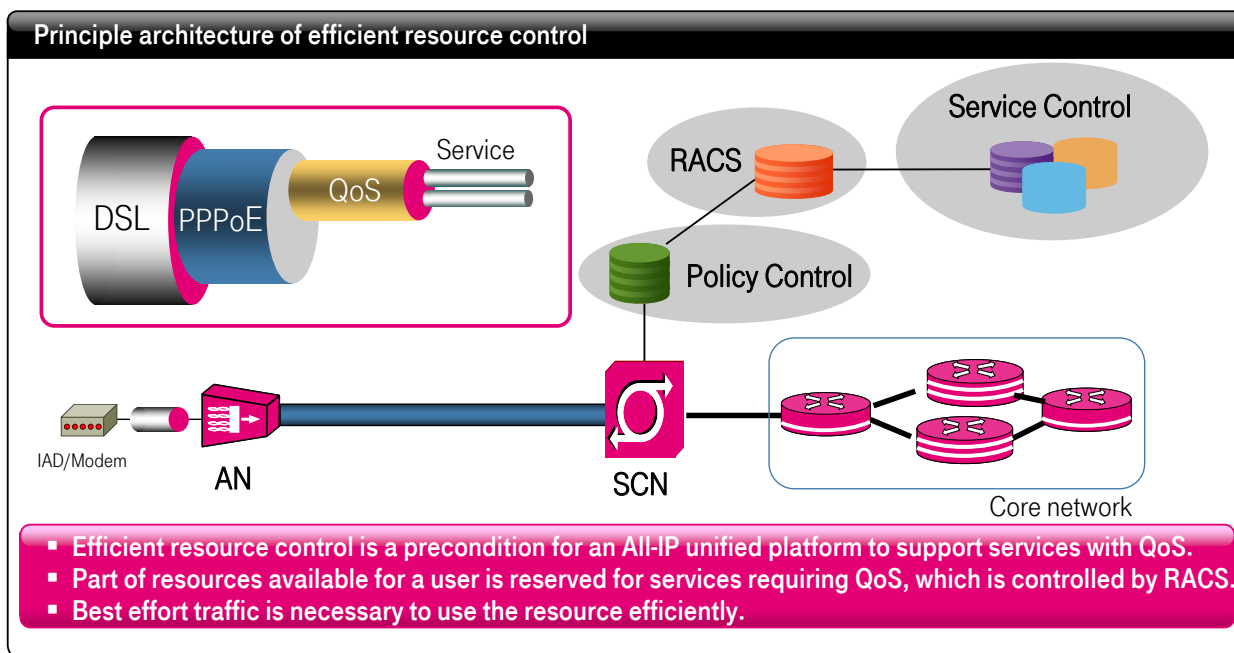 Principle architecture of efficient resource control
DSL
PPPoE
QoS
Service
RACS
Service Control
Policy Control
IAD/Modem
AN
SCN
Core network
▪ Efficient resource control is a precondition for an All-IP unified platform to support services with QoS.
▪ Part of resources available for a user is reserved for services requiring QoS, which is controlled by RACS.
▪ Best effort traffic is necessary to use the resource efficiently.